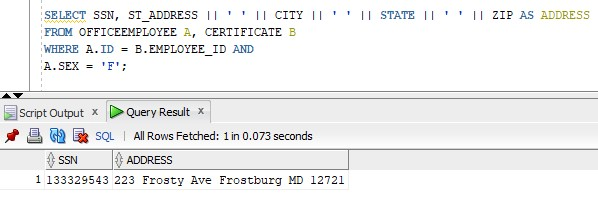 SELECT SSN, ST_ADDRESS || ' ' || CITY || ' ' || STATE || ' ' || ZIP AS ADDRESS
FROM OFFICEEMPLOYEE A, CERTIFICATE B
WHERE A.ID = B.EMPLOYEE_ID AND
A.SEX = 'F';
Script Output x Query Result x
SQL | All Rows Fetched: 1 in 0.073 seconds
SSN ADDRESS
1 133329543 223 Frosty Ave Frostburg MD 12721